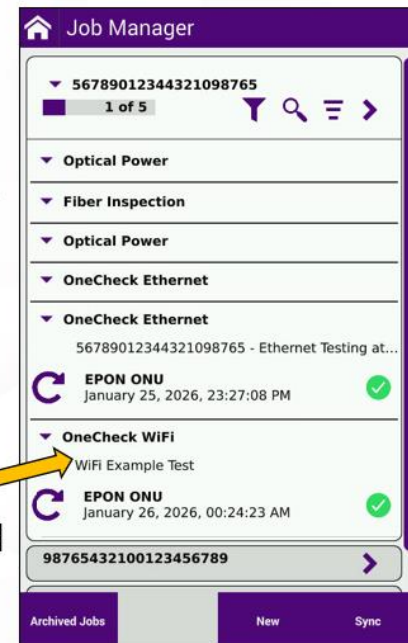 Job Manager
56789012344321098765
1 of 5
Optical Power
Fiber Inspection
Optical Power
OneCheck Ethernet
OneCheck Ethernet
56789012344321098765 - Ethernet Testing at...
EPON ONU
January 25, 2026, 23:27:08 PM
OneCheck WiFi
WiFi Example Test
EPON ONU
January 26, 2026, 00:24:23 AM
98765432100123456789
Archived Jobs
New
Sync